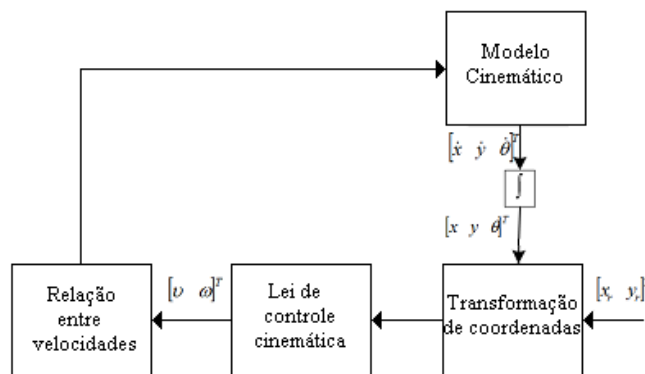 Modelo
Cinemático
[ẋ ẏ θ̇]ᵀ
∫
[x y θ]ᵀ
Relação
entre
velocidades
[υ ω]ᵀ
Lei de
controle
cinemática
Transformação
de coordenadas
[xᵣ yᵣ]